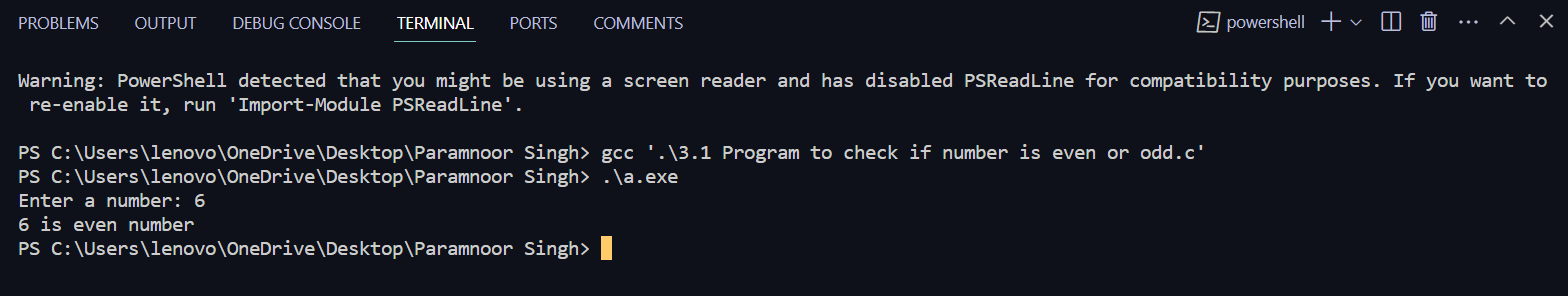 PROBLEMS OUTPUT DEBUG CONSOLE TERMINAL PORTS COMMENTS powershell
Warning: PowerShell detected that you might be using a screen reader and has disabled PSReadLine for compatibility purposes. If you want to
re-enable it, run 'Import-Module PSReadLine'.
PS C:\Users\lenovo\OneDrive\Desktop\Paramnoor Singh> gcc '.\3.1 Program to check if number is even or odd.c'
PS C:\Users\lenovo\OneDrive\Desktop\Paramnoor Singh> .\a.exe
Enter a number: 6
6 is even number
PS C:\Users\lenovo\OneDrive\Desktop\Paramnoor Singh>